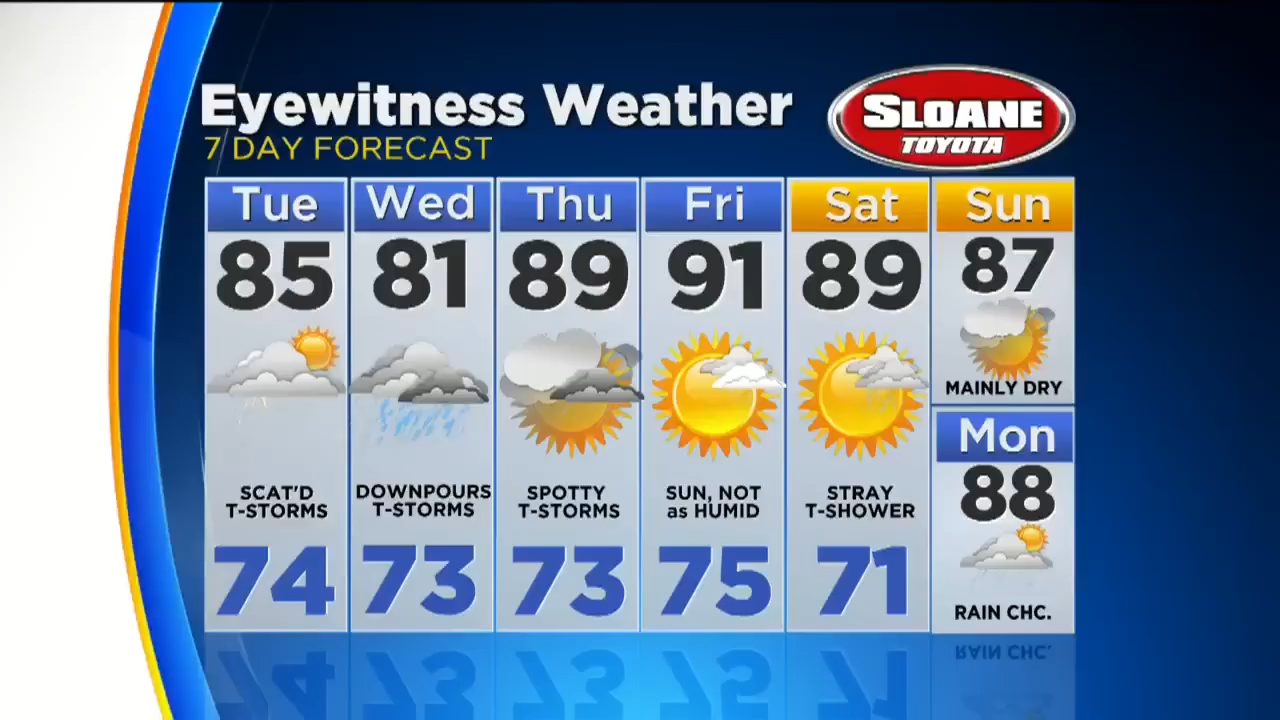 Eyewitness Weather
7 DAY FORECAST
SLOANE
TOYOTA
Tue
85
SCAT'D
T-STORMS
74
Wed
81
DOWNPOURS
T-STORMS
73
Thu
89
SPOTTY
T-STORMS
73
Fri
91
SUN, NOT
as HUMID
75
Sat
89
STRAY
T-SHOWER
71
Sun
87
MAINLY DRY
Mon
88
RAIN CHC.